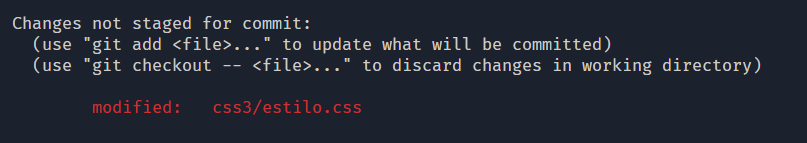 Changes not staged for commit:
(use "git add <file>..." to update what will be committed)
(use "git checkout -- <file>..." to discard changes in working directory)
modified: css3/estilo.css